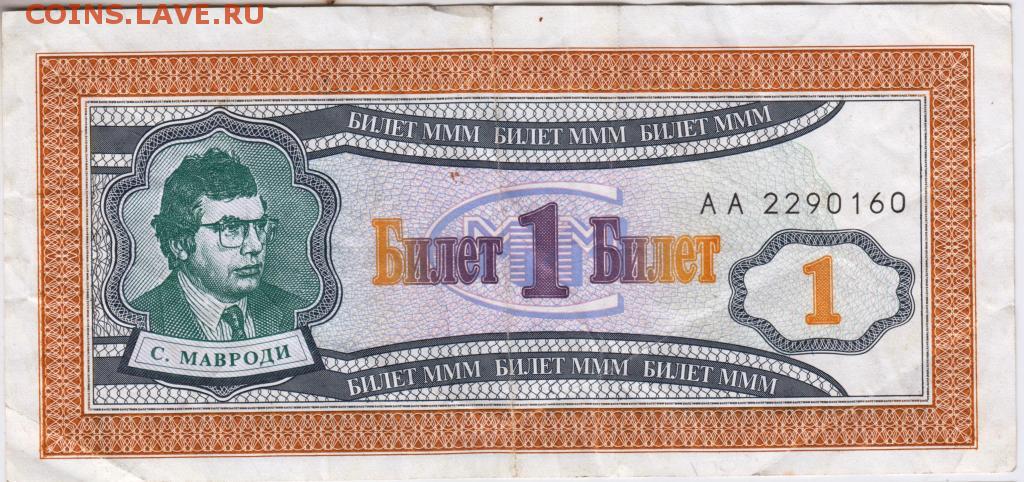 COINS.LAVE.RU
БИЛЕТ МММ БИЛЕТ МММ БИЛЕТ МММ
АА 2290160
МММ
Билет 1 Билет
1
С. МАВРОДИ
БИЛЕТ МММ БИЛЕТ МММ БИЛЕТ МММ